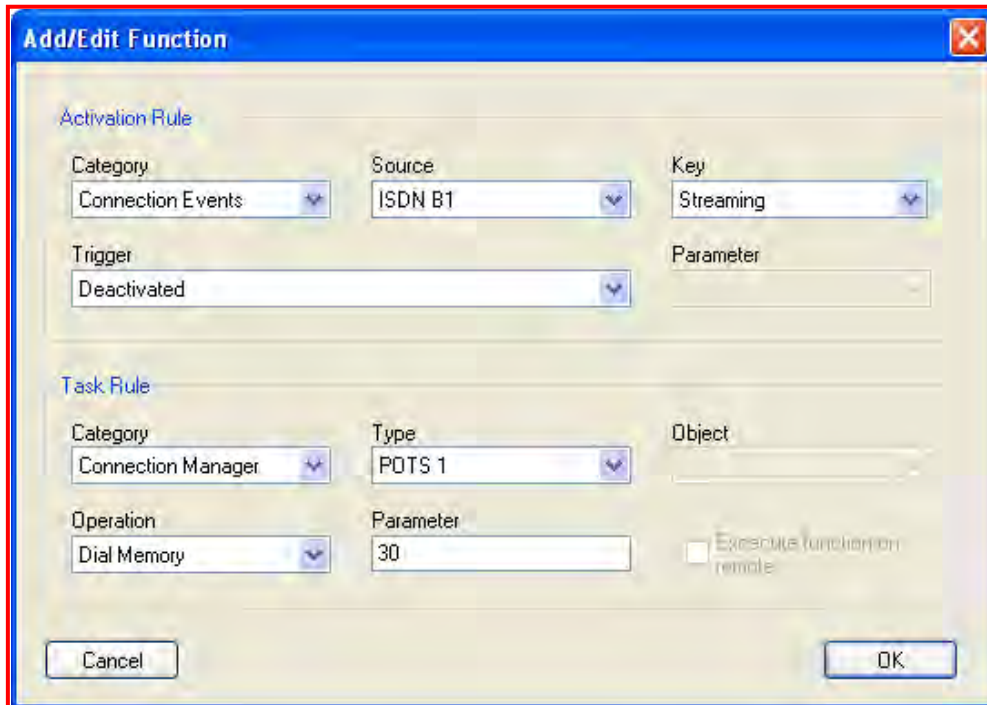 Add/Edit Function
Activation Rule
Category Source Key
Connection Events ISDN B1 Streaming
Trigger Parameter
Deactivated
Task Rule
Category Type Object
Connection Manager POTS 1
Operation Parameter
Dial Memory 30
Excecute function on
remote
Cancel OK